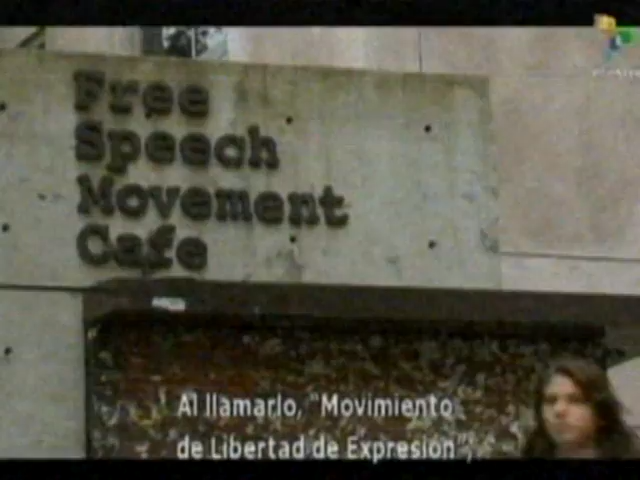 Free
Speech
Movement
Cafe
Al llamarlo, "Movimiento
de Libertad de Expresión",